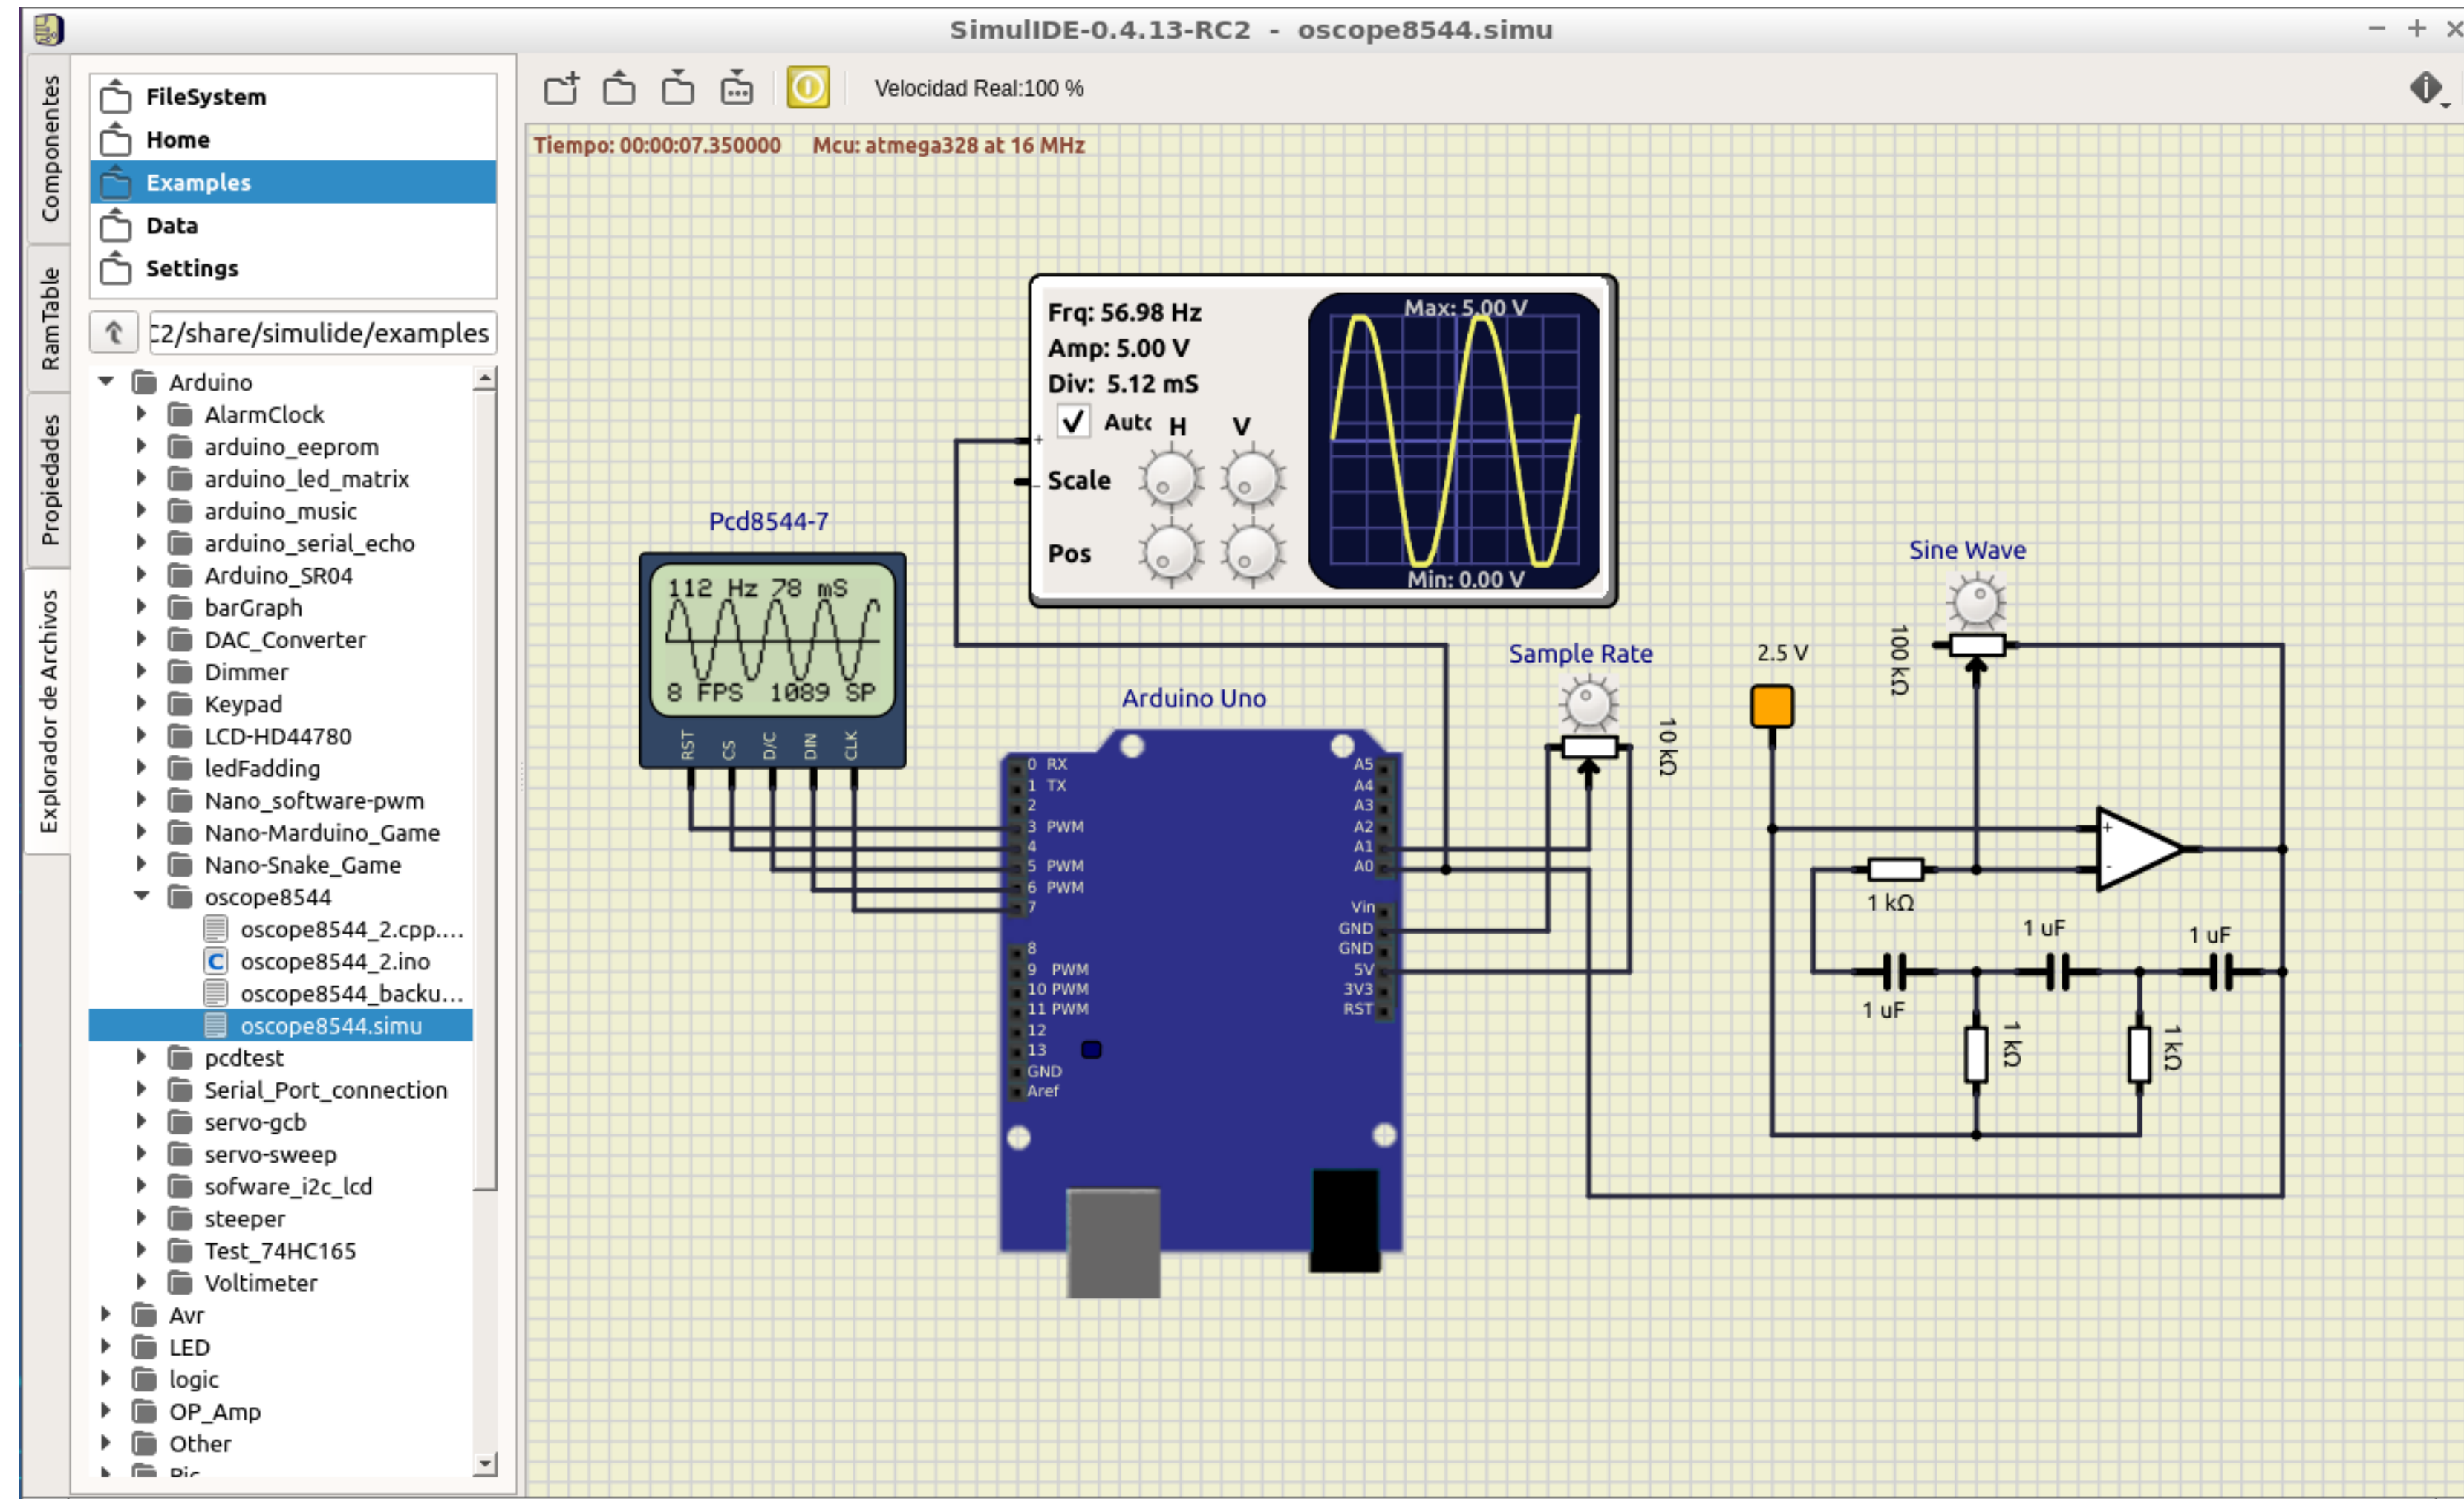 SimulIDE-0.4.13-RC2 - oscope8544.simu
Componentes
RamTable
Propiedades
Explorador de Archivos
FileSystem
Home
Examples
Data
Settings
C2/share/simulide/examples
Arduino
AlarmClock
arduino_eeprom
arduino_led_matrix
arduino_music
arduino_serial_echo
Arduino_SR04
barGraph
DAC_Converter
Dimmer
Keypad
LCD-HD44780
ledFadding
Nano_software-pwm
Nano-Marduino_Game
Nano-Snake_Game
oscope8544
oscope8544_2.cpp....
oscope8544_2.ino
oscope8544_backu...
oscope8544.simu
pcdtest
Serial_Port_connection
servo-gcb
servo-sweep
sofware_i2c_lcd
steeper
Test_74HC165
Voltimeter
Avr
LED
logic
OP_Amp
Other
Velocidad Real:100 %
Tiempo: 00:00:07.350000 Mcu: atmega328 at 16 MHz
Frq: 56.98 Hz
Amp: 5.00 V
Div: 5.12 mS
Auto H V
Scale
Pos
+
-
Max: 5.00 V
Min: 0.00 V
Pcd8544-7
112 Hz 78 mS
8 FPS 1089 SP
RST CS D/C DIN CLK
Arduino Uno
0 RX
1 TX
2
3 PWM
4
5 PWM
6 PWM
7
8
9 PWM
10 PWM
11 PWM
12
13
GND
Aref
A5
A4
A3
A2
A1
A0
Vin
GND
GND
5V
3V3
RST
Sample Rate
10 kΩ
2.5 V
Sine Wave
100 kΩ
+
-
1 kΩ
1 uF
1 uF
1 uF
1 kΩ
1 kΩ